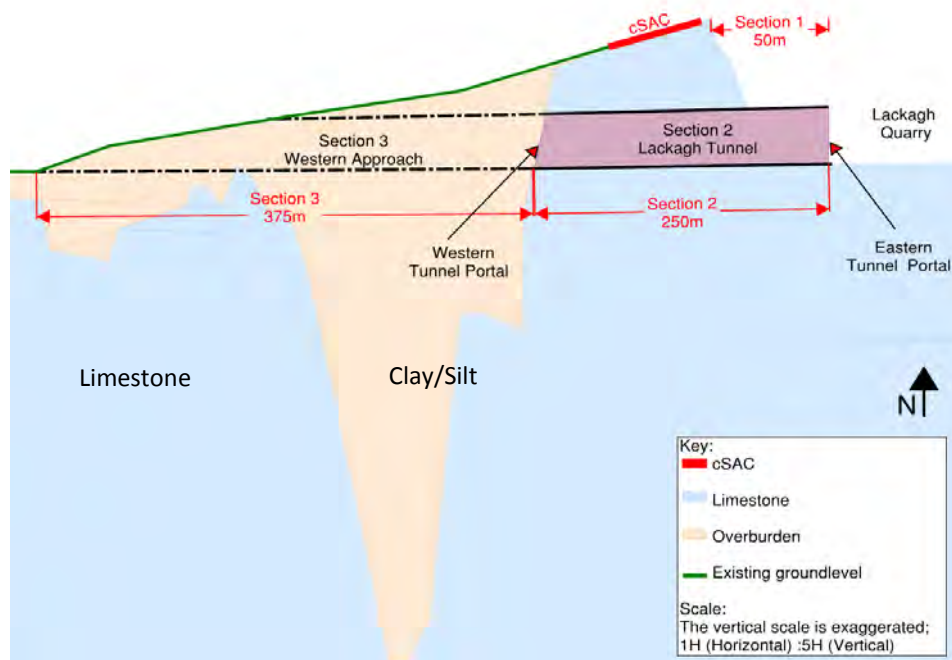 cSAC
Section 1
50m
Lackagh
Quarry
Section 3
Western Approach
Section 2
Lackagh Tunnel
Section 3
375m
Section 2
250m
Western
Tunnel Portal
Eastern
Tunnel Portal
Limestone
Clay/Silt
N
Key:
cSAC
Limestone
Overburden
Existing groundlevel
Scale:
The vertical scale is exaggerated;
1H (Horizontal) :5H (Vertical)